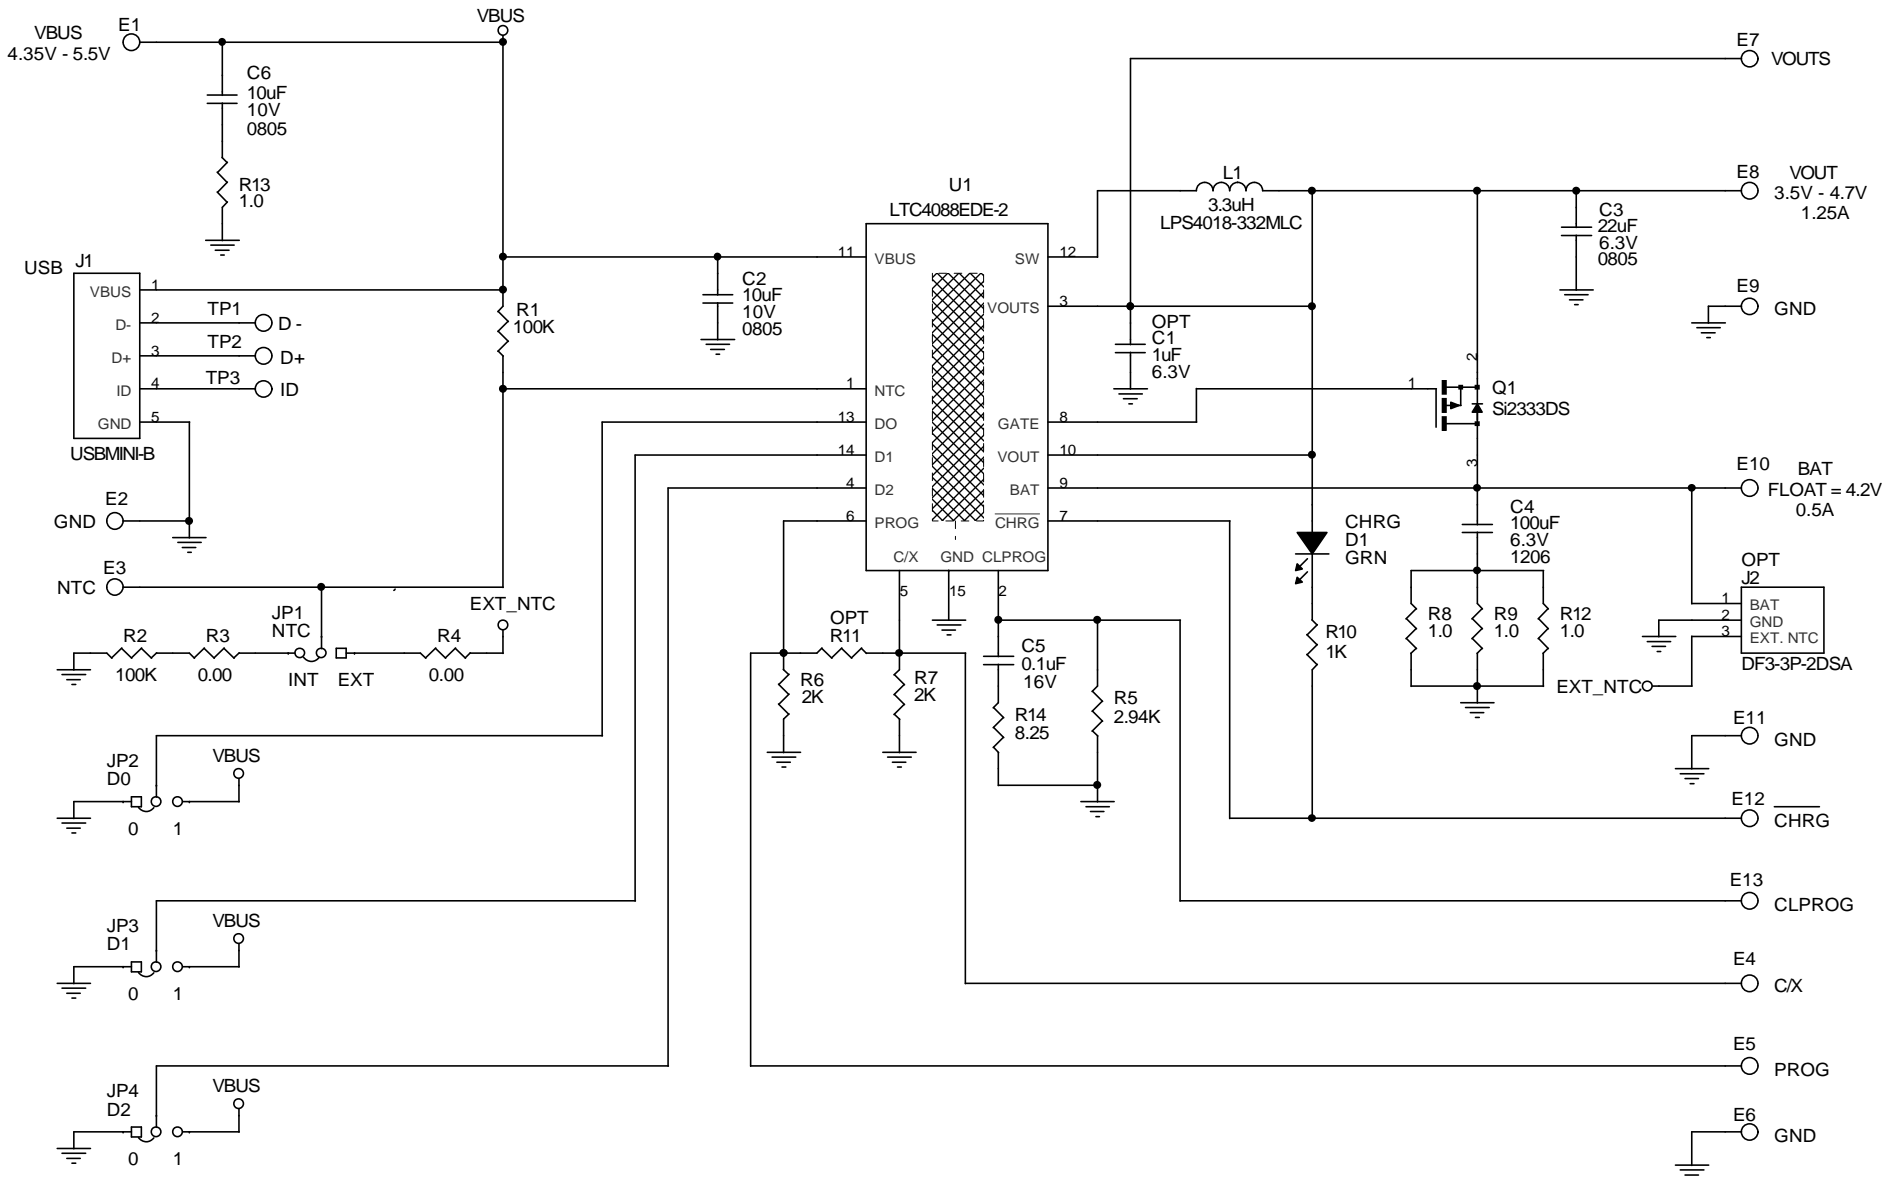 VBUS
4.35V - 5.5V
E1
VBUS
C6
10uF
10V
0805
R13
1.0
USB
J1
VBUS
1
D-
2
TP1
D -
D+
3
TP2
D+
ID
4
TP3
ID
GND
5
USBMINI-B
E2
GND
E3
NTC
R1
100K
C2
10uF
10V
0805
U1
LTC4088EDE-2
11
VBUS
1
NTC
13
DO
14
D1
4
D2
6
PROG
C/X
GND
CLPROG
5
15
2
SW
12
VOUTS
3
GATE
8
VOUT
10
BAT
9
CHRG
7
L1
3.3uH
LPS4018-332MLC
OPT
C1
1uF
6.3V
E7
VOUTS
E8
VOUT
3.5V - 4.7V
1.25A
C3
22uF
6.3V
0805
E9
GND
1
2
3
Q1
Si2333DS
E10
BAT
FLOAT = 4.2V
0.5A
C4
100uF
6.3V
1206
CHRG
D1
GRN
R10
1K
R8
1.0
R9
1.0
R12
1.0
OPT
J2
1
BAT
2
GND
3
EXT. NTC
DF3-3P-2DSA
EXT_NTC
JP1
NTC
EXT_NTC
R2
100K
R3
0.00
INT
EXT
R4
0.00
OPT
R11
R6
2K
R7
2K
C5
0.1uF
16V
R14
8.25
R5
2.94K
E11
GND
JP2
D0
VBUS
0
1
E12
CHRG
JP3
D1
VBUS
0
1
E13
CLPROG
E4
C/X
E5
PROG
JP4
D2
VBUS
0
1
E6
GND